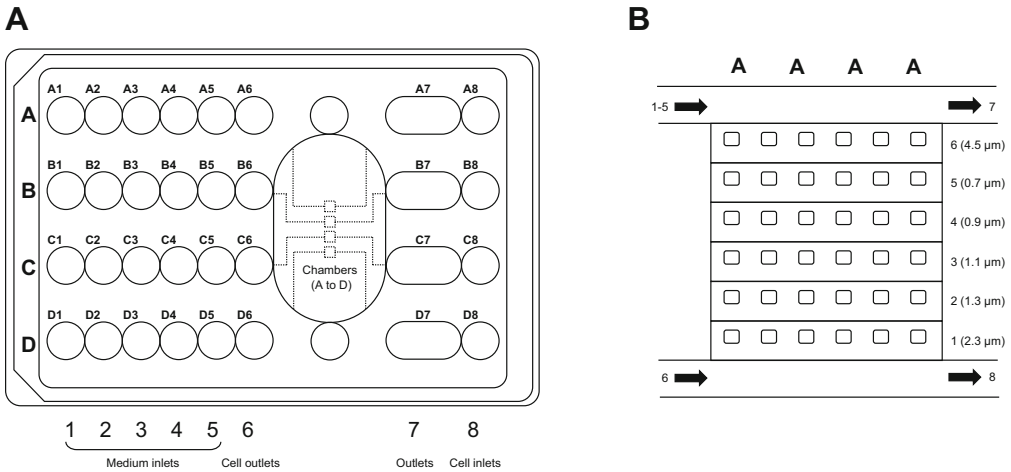 A
A1 A2 A3 A4 A5 A6 A7 A8
A
B1 B2 B3 B4 B5 B6 B7 B8
B
C1 C2 C3 C4 C5 C6 C7 C8
C
Chambers
(A to D)
D1 D2 D3 D4 D5 D6 D7 D8
D
1 2 3 4 5 6 7 8
Medium inlets Cell outlets Outlets Cell inlets
B
A A A A
1-5 7
6 (4.5 µm)
5 (0.7 µm)
4 (0.9 µm)
3 (1.1 µm)
2 (1.3 µm)
1 (2.3 µm)
6 8